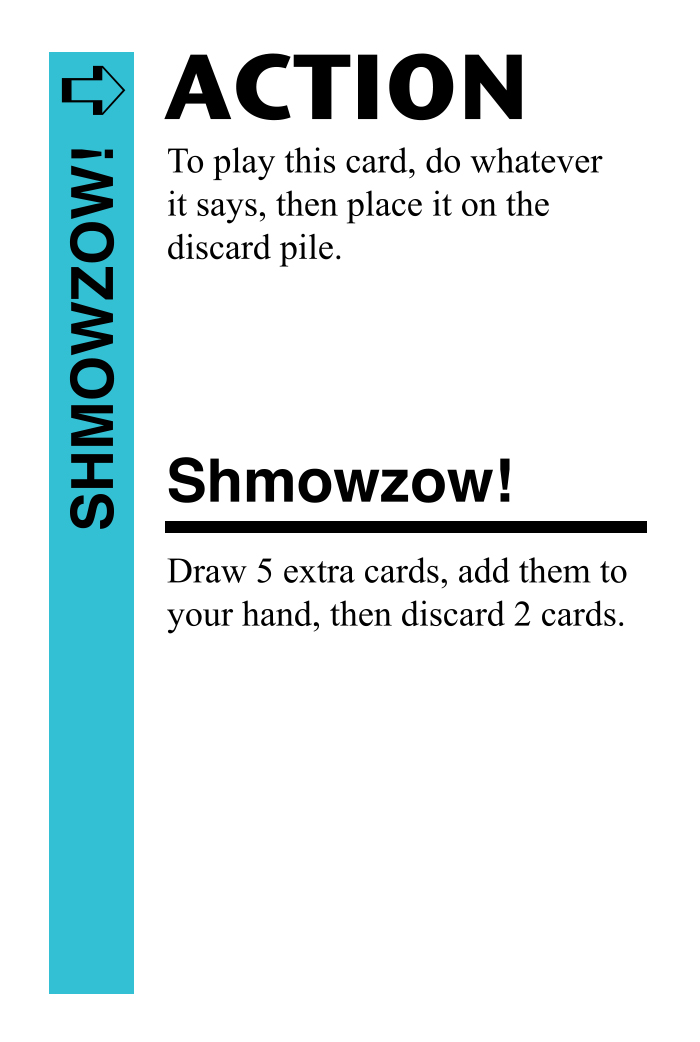 SHMOWZOW!
ACTION
To play this card, do whatever
it says, then place it on the
discard pile.
Shmowzow!
Draw 5 extra cards, add them to
your hand, then discard 2 cards.